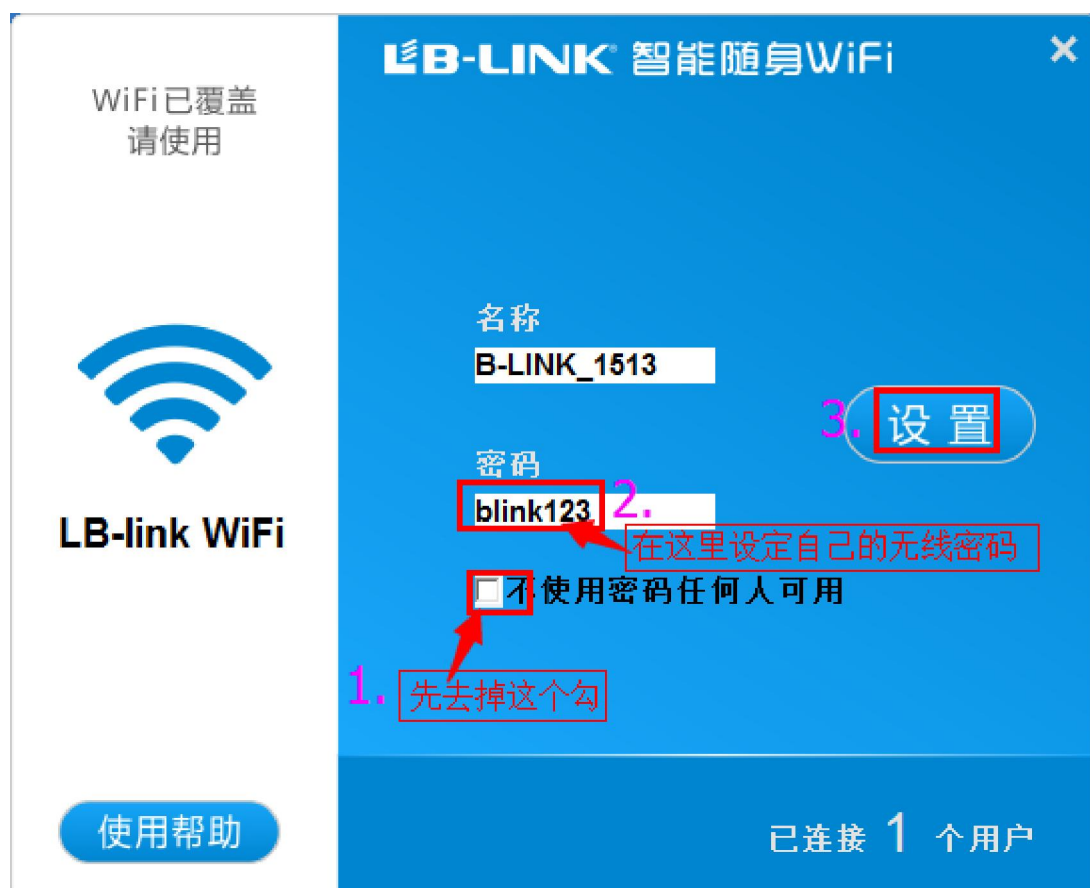 WiFi已覆盖
请使用
LB-link WiFi
使用帮助
LB-LINK® 智能随身WiFi
×
名称
B-LINK_1513
3. 设置
密码
blink123 2.
在这里设定自己的无线密码
不使用密码任何人可用
1. 先去掉这个勾
已连接 1 个用户